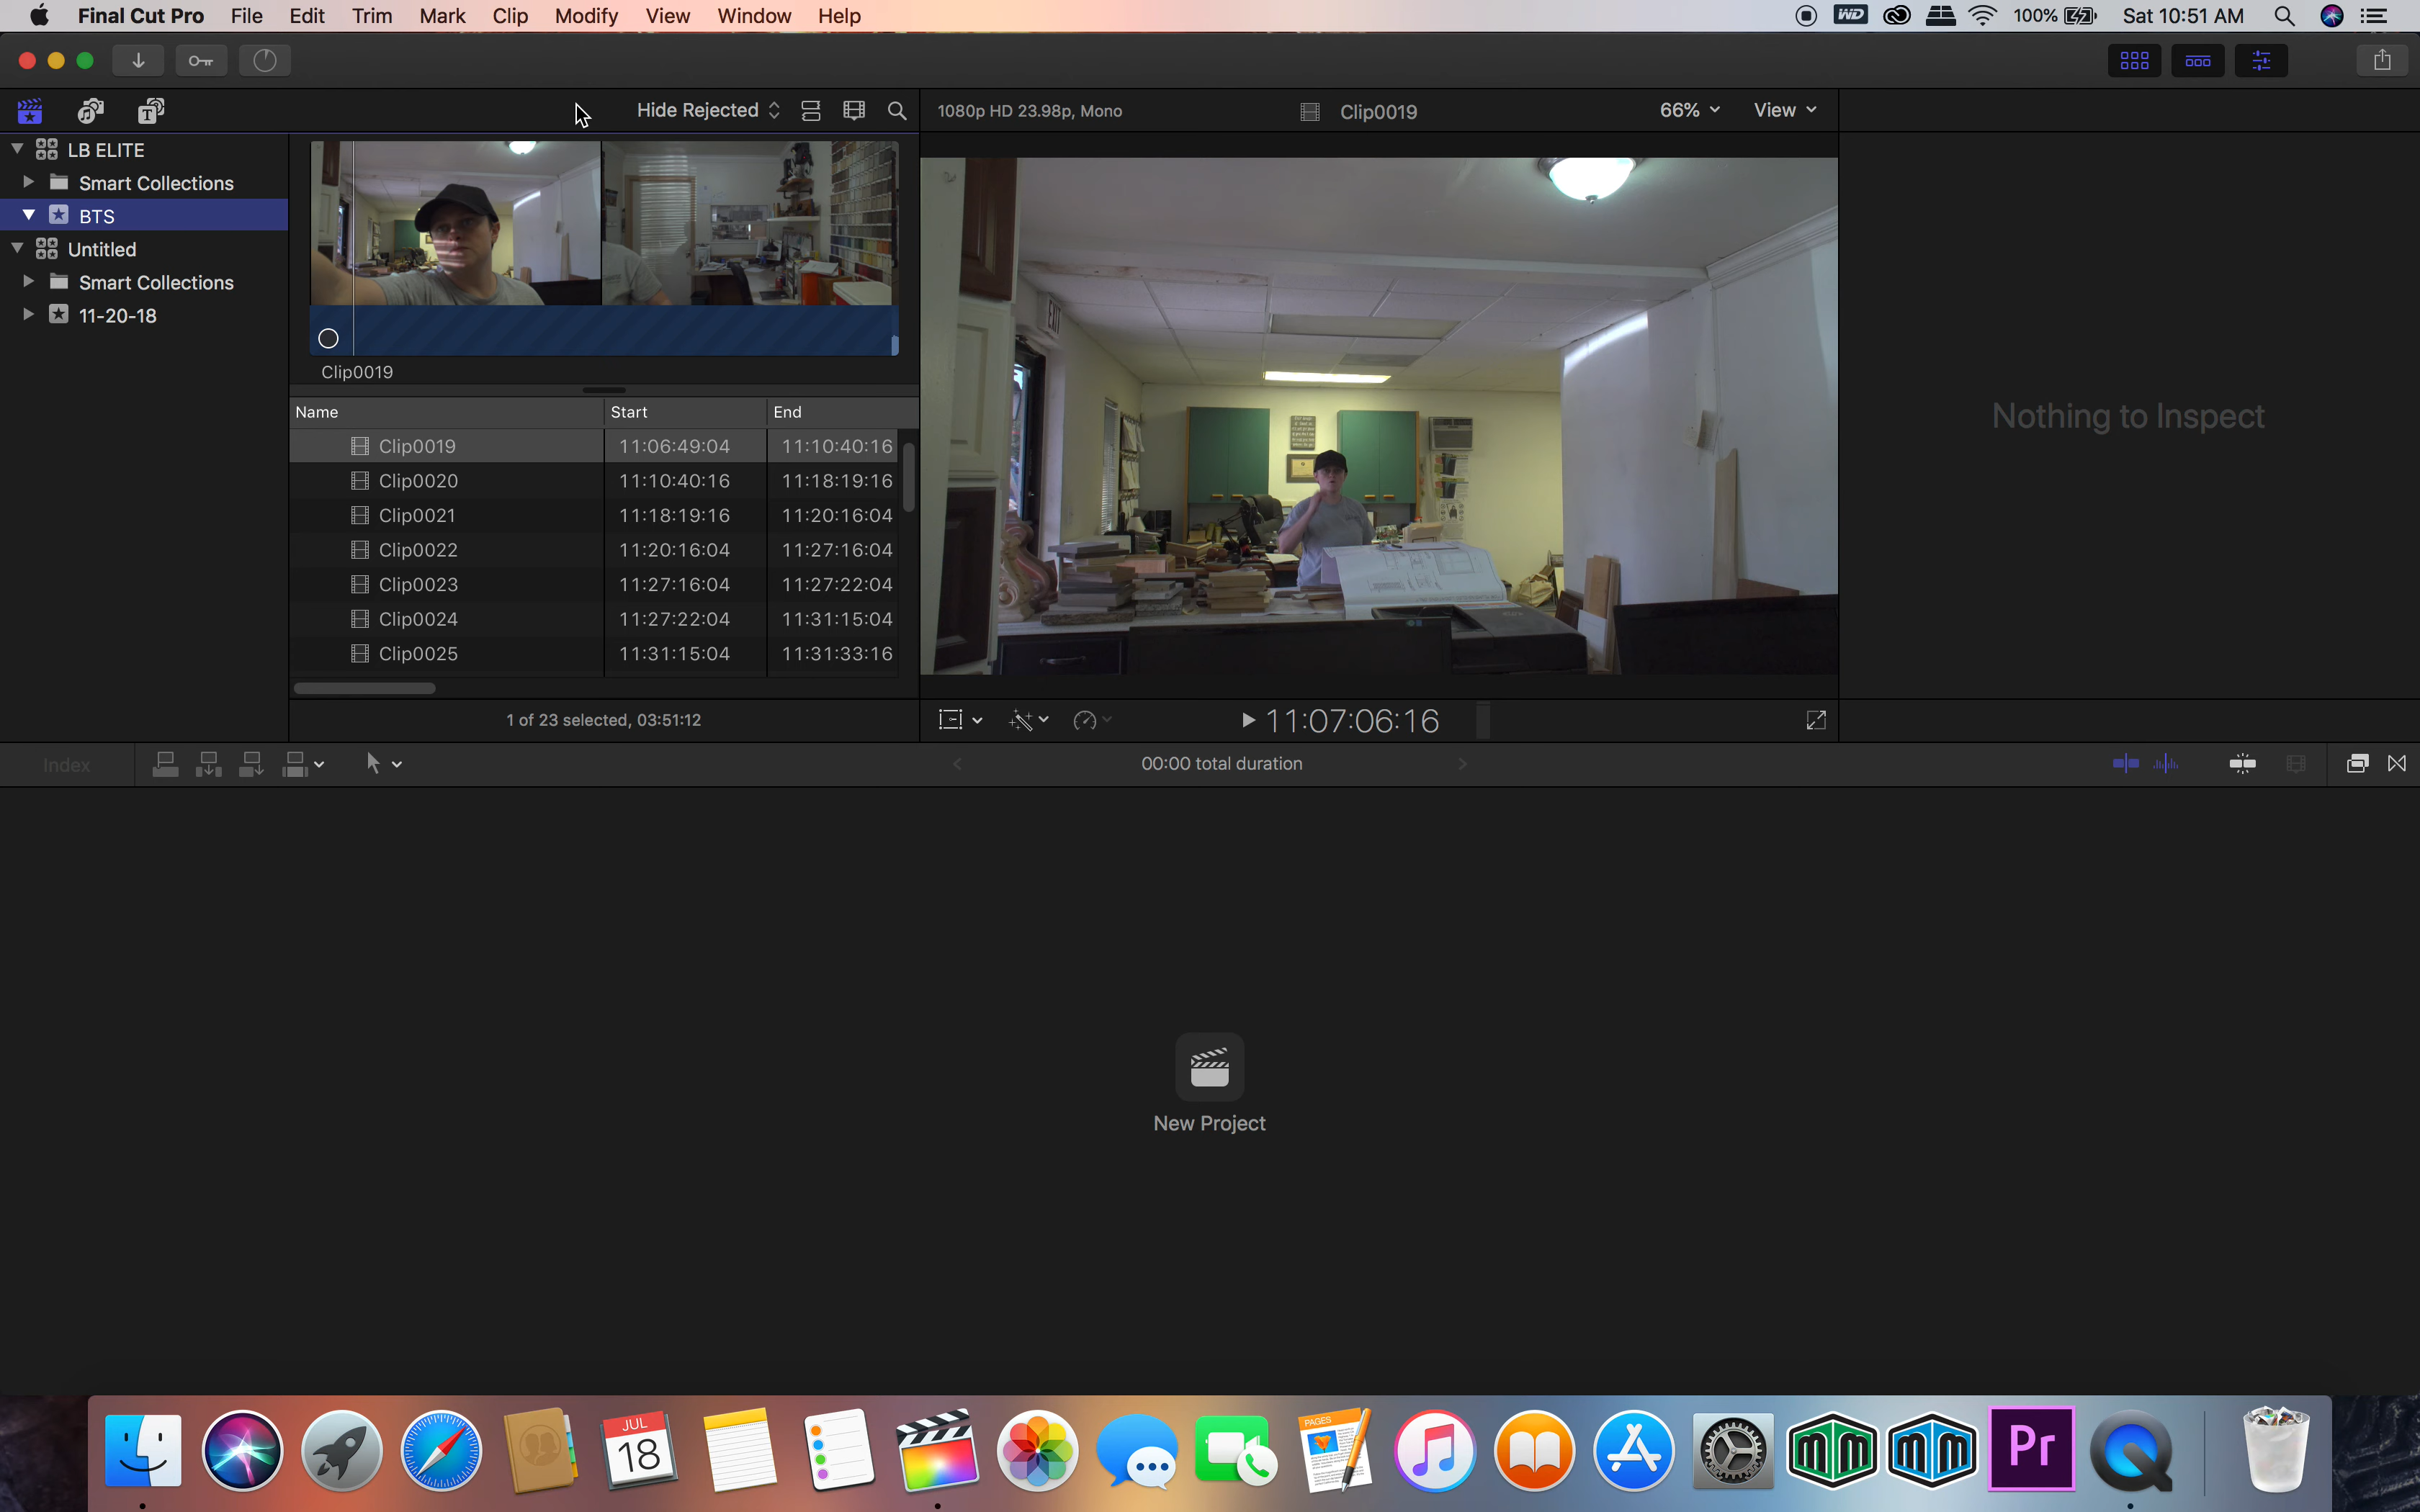 Final Cut Pro File Edit Trim Mark Clip Modify View Window Help WD 100% Sat 10:51 AM
Hide Rejected 1080p HD 23.98p, Mono Clip0019 66% View
LB ELITE
Smart Collections
BTS
Untitled
Smart Collections
11-20-18
EXIT
Clip0019
Name Start End
Clip0019 11:06:49:04 11:10:40:16
Clip0020 11:10:40:16 11:18:19:16
Clip0021 11:18:19:16 11:20:16:04
Clip0022 11:20:16:04 11:27:16:04
Clip0023 11:27:16:04 11:27:22:04
Clip0024 11:27:22:04 11:31:15:04
Clip0025 11:31:15:04 11:31:33:16
Nothing to Inspect
1 of 23 selected, 03:51:12
11:07:06:16
Index
00:00 total duration
New Project
JUL
18
PAGES
Pr